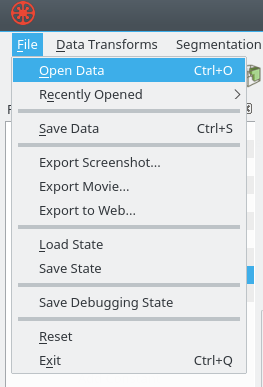 File Data Transforms Segmentation
Open Data Ctrl+O
Recently Opened
Save Data Ctrl+S
Export Screenshot...
Export Movie...
Export to Web...
Load State
Save State
Save Debugging State
Reset
Exit Ctrl+Q